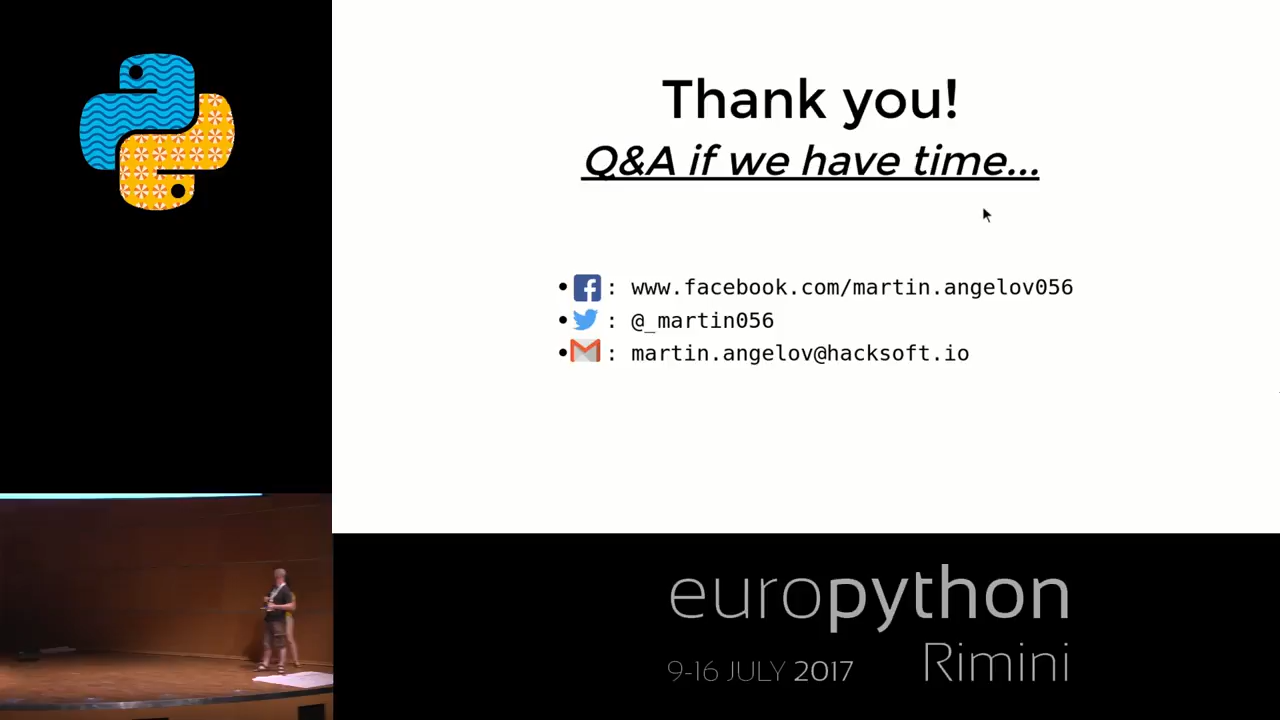 Thank you!
Q&A if we have time...
: www.facebook.com/martin.angelov056
: @_martin056
: martin.angelov@hacksoft.io
europython
9-16 JULY 2017 Rimini